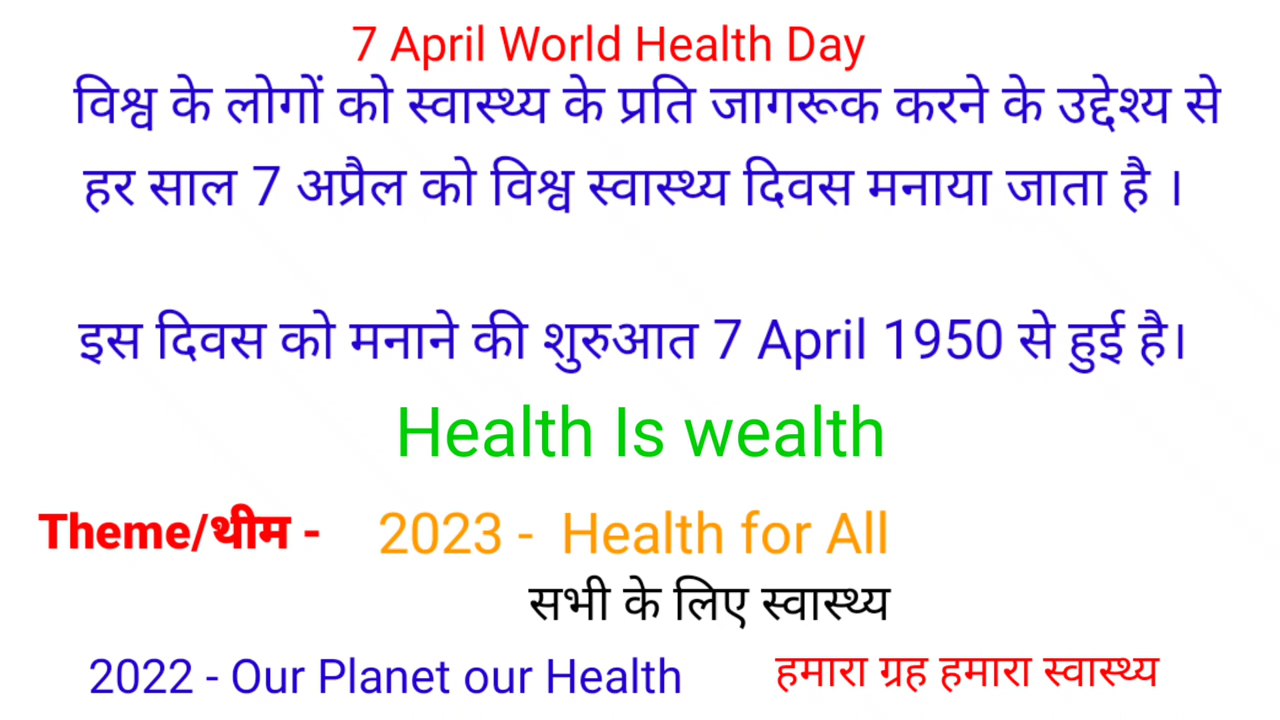 7 April World Health Day
विश्व के लोगों को स्वास्थ्य के प्रति जागरूक करने के उद्देश्य से
हर साल 7 अप्रैल को विश्व स्वास्थ्य दिवस मनाया जाता है ।
इस दिवस को मनाने की शुरुआत 7 April 1950 से हुई है।
Health Is wealth
Theme/थीम - 2023 - Health for All
सभी के लिए स्वास्थ्य
2022 - Our Planet our Health हमारा ग्रह हमारा स्वास्थ्य